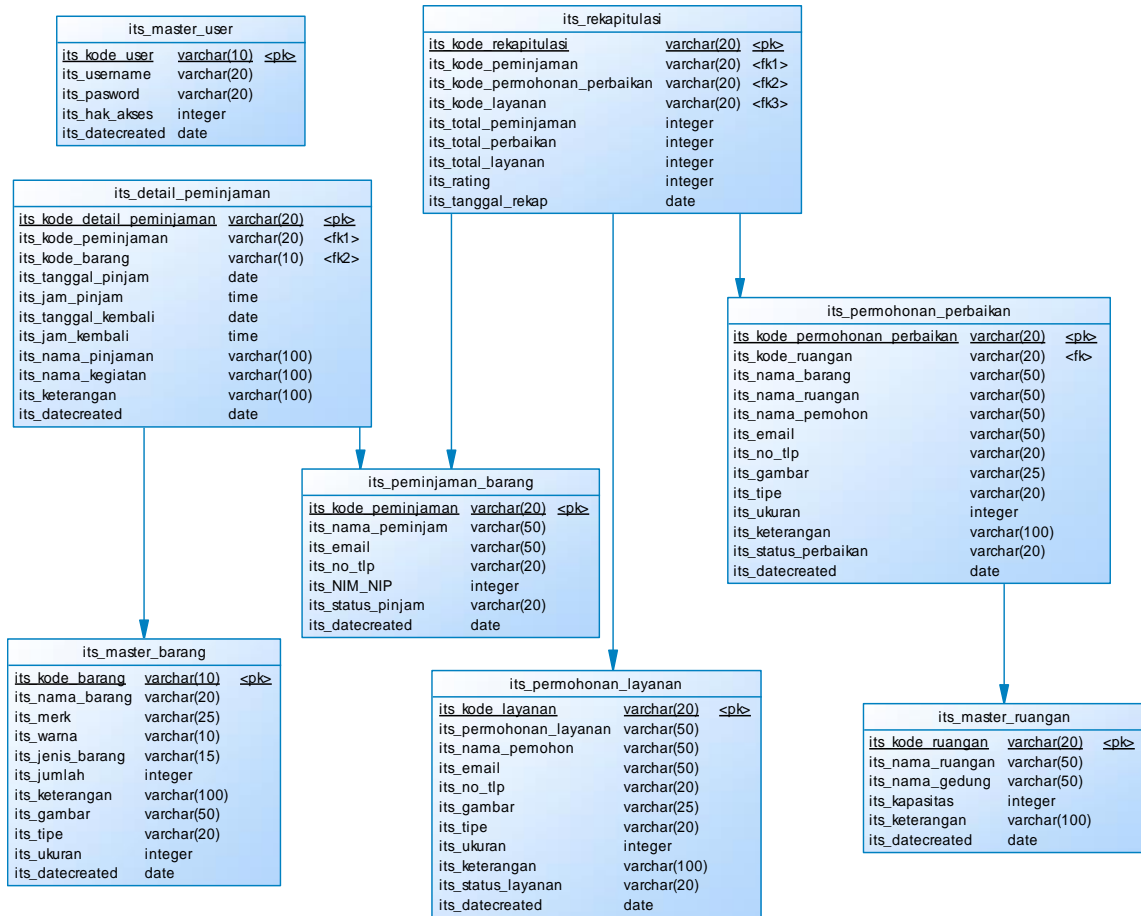 its_master_user
its_kode_user varchar(10) <pk>
its_username varchar(20)
its_pasword varchar(20)
its_hak_akses integer
its_datecreated date
its_rekapitulasi
its_kode_rekapitulasi varchar(20) <pk>
its_kode_peminjaman varchar(20) <fk1>
its_kode_permohonan_perbaikan varchar(20) <fk2>
its_kode_layanan varchar(20) <fk3>
its_total_peminjaman integer
its_total_perbaikan integer
its_total_layanan integer
its_rating integer
its_tanggal_rekap date
its_detail_peminjaman
its_kode_detail_peminjaman varchar(20) <pk>
its_kode_peminjaman varchar(20) <fk1>
its_kode_barang varchar(10) <fk2>
its_tanggal_pinjam date
its_jam_pinjam time
its_tanggal_kembali date
its_jam_kembali time
its_nama_pinjaman varchar(100)
its_nama_kegiatan varchar(100)
its_keterangan varchar(100)
its_datecreated date
its_permohonan_perbaikan
its_kode_permohonan_perbaikan varchar(20) <pk>
its_kode_ruangan varchar(20) <fk>
its_nama_barang varchar(50)
its_nama_ruangan varchar(50)
its_nama_pemohon varchar(50)
its_email varchar(50)
its_no_tlp varchar(20)
its_gambar varchar(25)
its_tipe varchar(20)
its_ukuran integer
its_keterangan varchar(100)
its_status_perbaikan varchar(20)
its_datecreated date
its_peminjaman_barang
its_kode_peminjaman varchar(20) <pk>
its_nama_peminjam varchar(50)
its_email varchar(50)
its_no_tlp varchar(20)
its_NIM_NIP integer
its_status_pinjam varchar(20)
its_datecreated date
its_master_barang
its_kode_barang varchar(10) <pk>
its_nama_barang varchar(20)
its_merk varchar(25)
its_warna varchar(10)
its_jenis_barang varchar(15)
its_jumlah integer
its_keterangan varchar(100)
its_gambar varchar(50)
its_tipe varchar(20)
its_ukuran integer
its_datecreated date
its_permohonan_layanan
its_kode_layanan varchar(20) <pk>
its_permohonan_layanan varchar(50)
its_nama_pemohon varchar(50)
its_email varchar(50)
its_no_tlp varchar(20)
its_gambar varchar(25)
its_tipe varchar(20)
its_ukuran integer
its_keterangan varchar(100)
its_status_layanan varchar(20)
its_datecreated date
its_master_ruangan
its_kode_ruangan varchar(20) <pk>
its_nama_ruangan varchar(50)
its_nama_gedung varchar(50)
its_kapasitas integer
its_keterangan varchar(100)
its_datecreated date